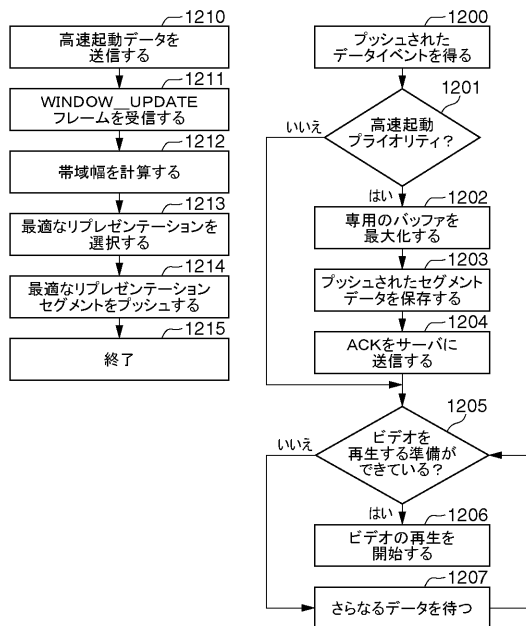 1210
高速起動データを
送信する
1211
WINDOW__UPDATE
フレームを受信する
1212
帯域幅を計算する
1213
最適なリプレゼンテーションを
選択する
1214
最適なリプレゼンテーション
セグメントをプッシュする
1215
終了
1200
プッシュされた
データイベントを得る
1201
高速起動
プライオリティ？
いいえ
はい
1202
専用のバッファを
最大化する
1203
プッシュされたセグメント
データを保存する
1204
ACKをサーバに
送信する
1205
ビデオを
再生する準備が
できている？
いいえ
はい
1206
ビデオの再生を
開始する
1207
さらなるデータを待つ